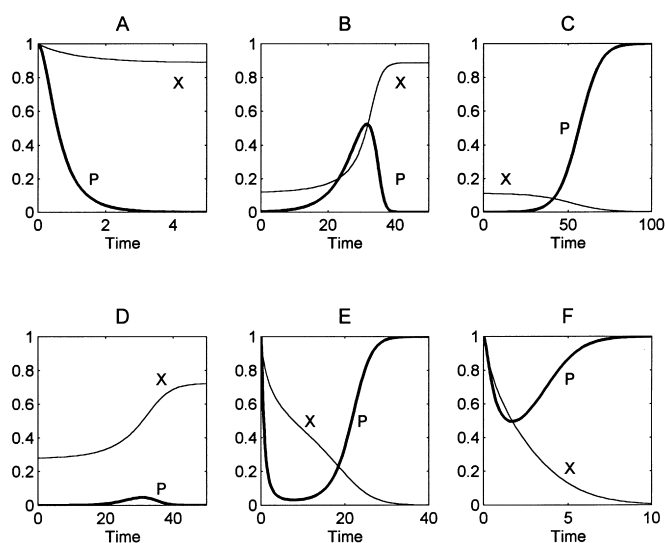 A B C
1 1 1
0.8 0.8 0.8
X X
0.6 0.6 0.6
P
0.4 0.4 0.4
P P
0.2 0.2 X 0.2
0 0 0
0 2 4 0 20 40 0 50 100
Time Time Time
D E F
1 1 1
0.8 X 0.8 0.8
P
0.6 0.6 0.6
X P
0.4 0.4 0.4
X
0.2 0.2 0.2
P
0 0 0
0 20 40 0 20 40 0 5 10
Time Time Time